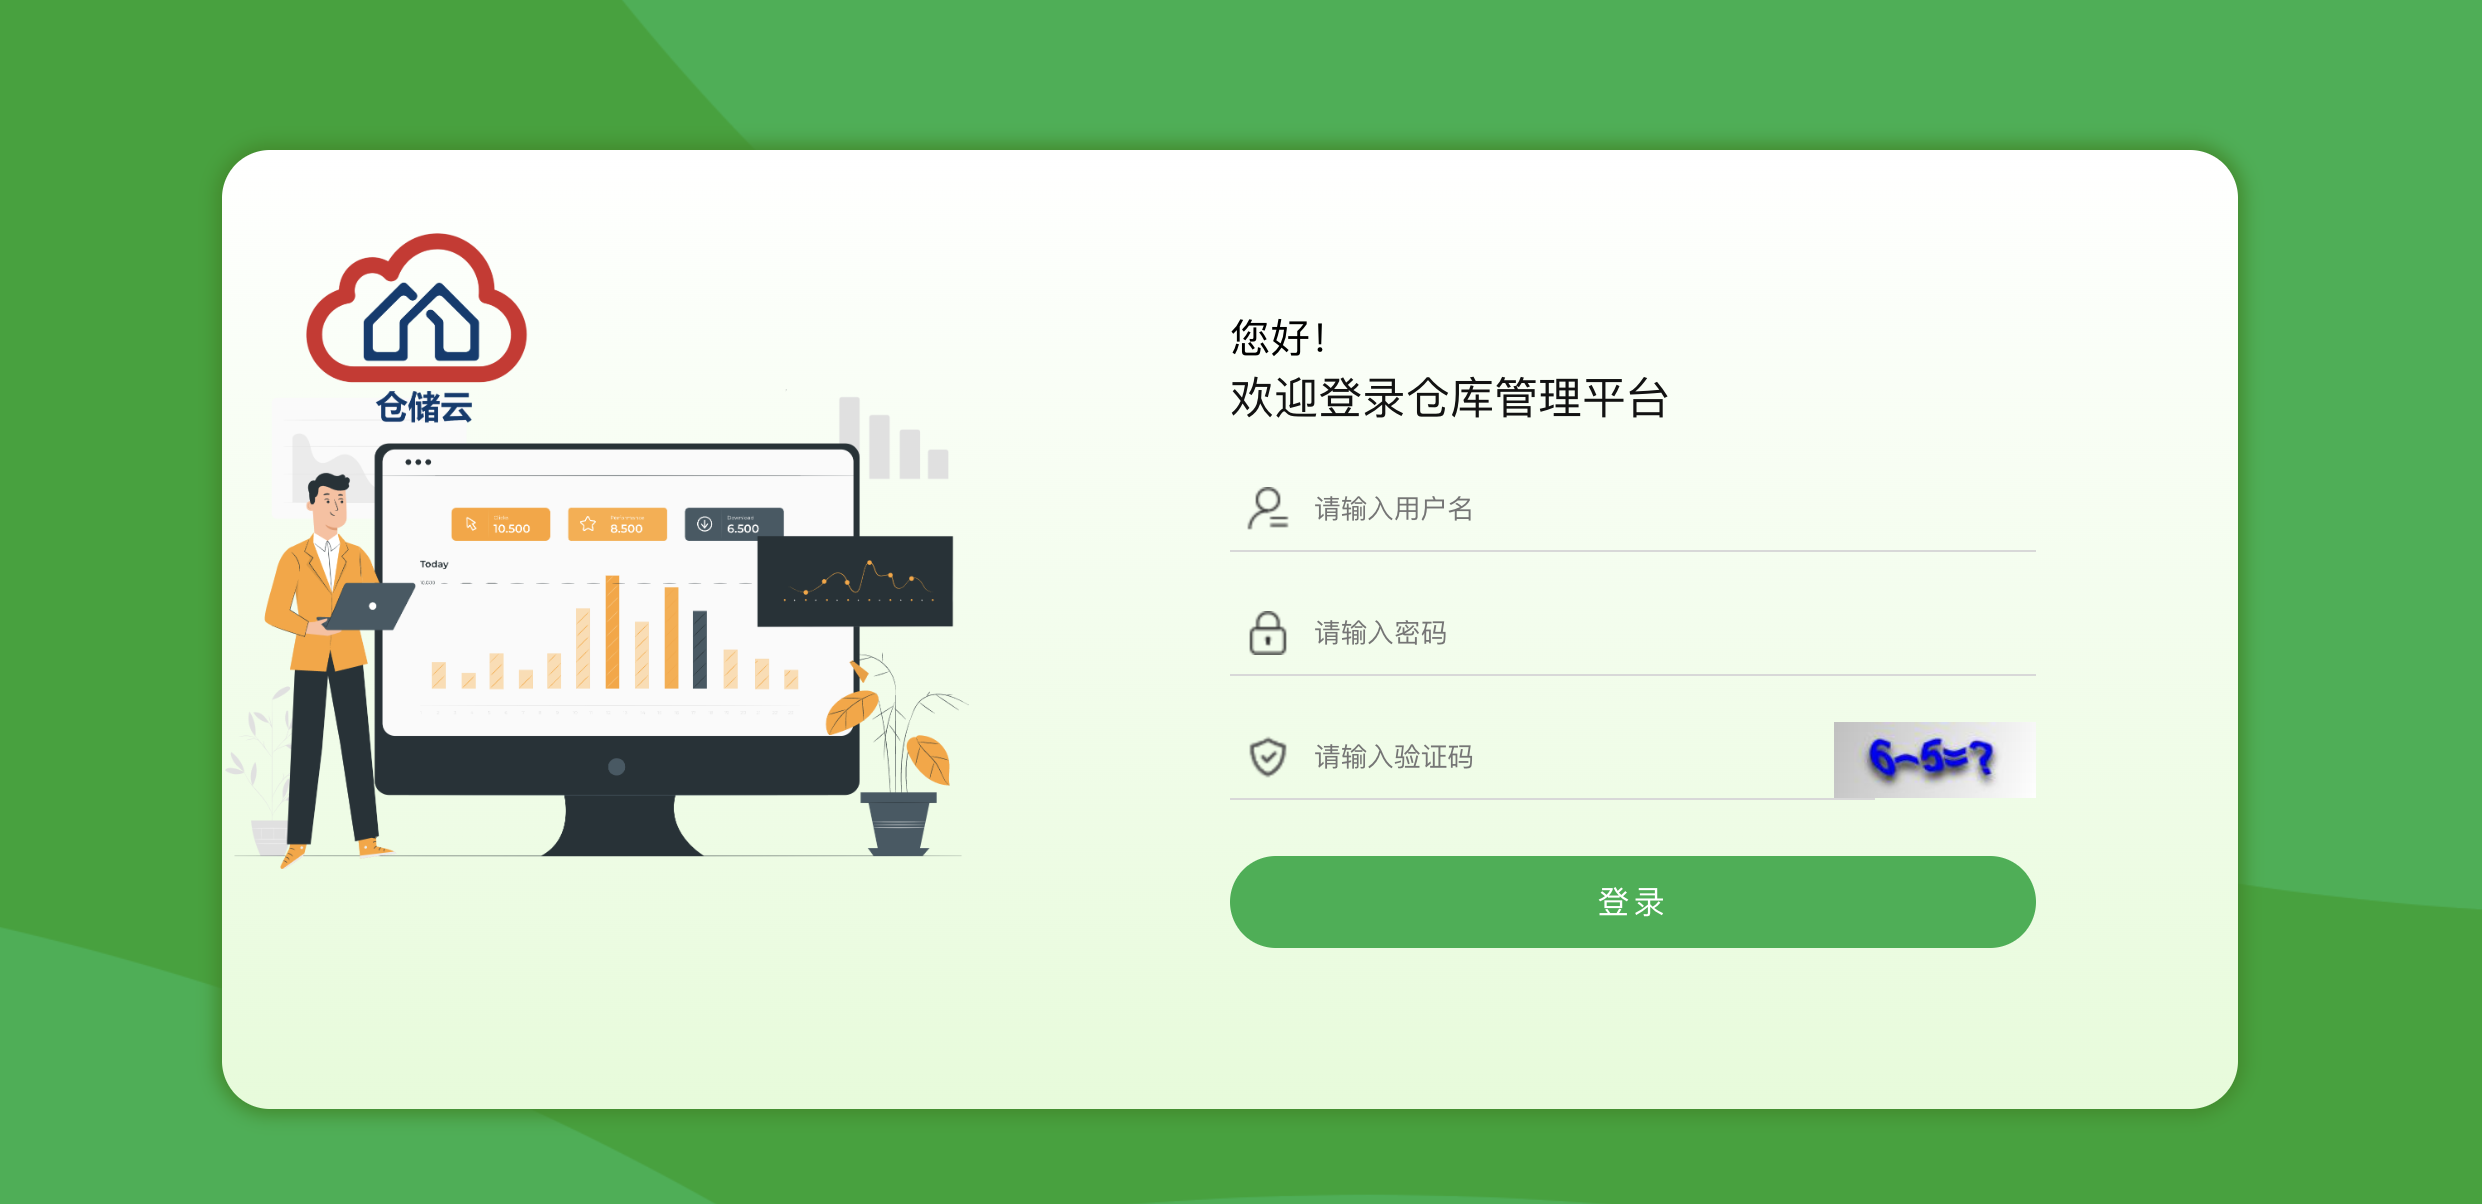 仓储云
10.500
8.500
6.500
Today
您好！
欢迎登录仓库管理平台
请输入用户名
请输入密码
请输入验证码
6-5=?
登录